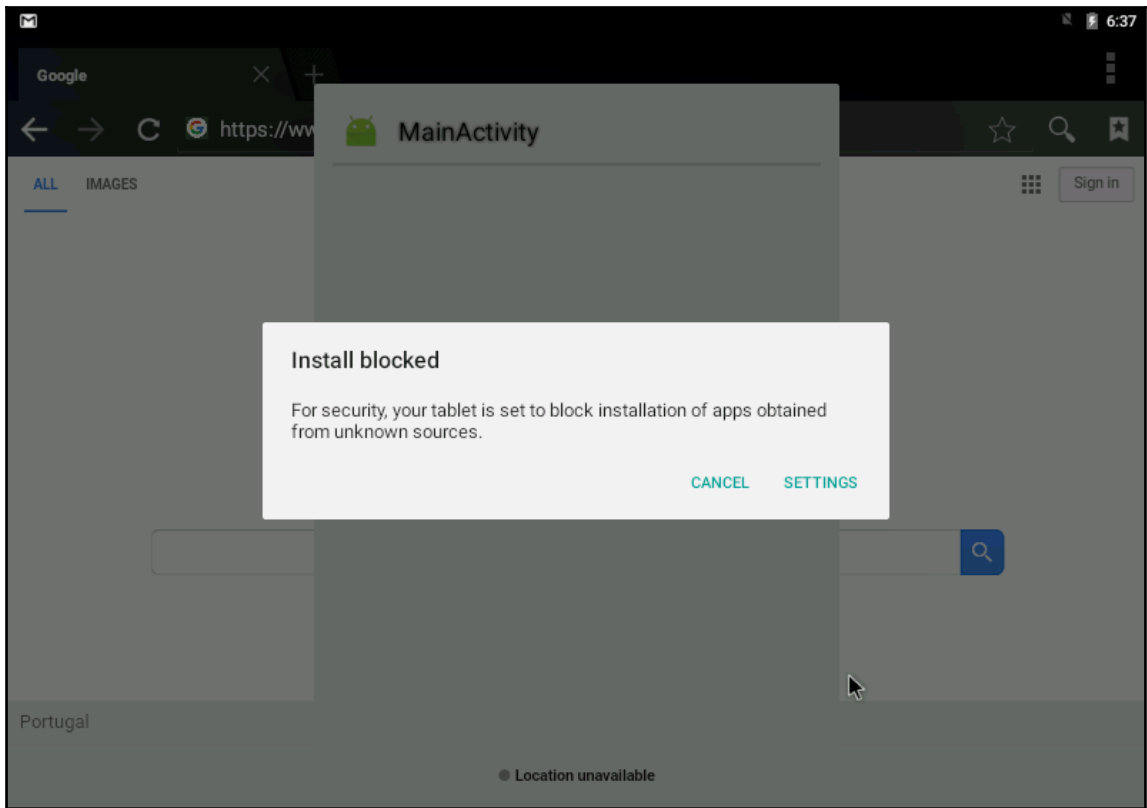 6:37
Google
https://ww
MainActivity
ALL IMAGES
Sign in
Install blocked
For security, your tablet is set to block installation of apps obtained
from unknown sources.
CANCEL SETTINGS
Portugal
Location unavailable